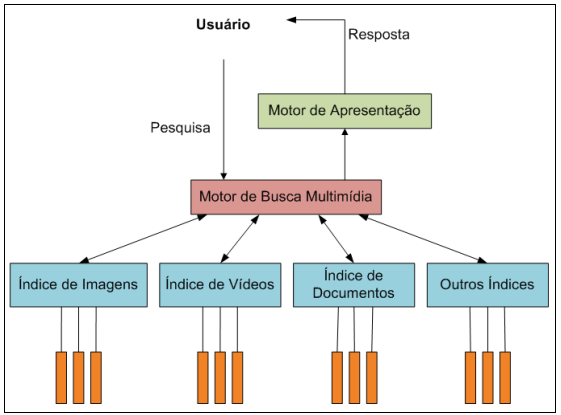 Usuário
Resposta
Motor de Apresentação
Pesquisa
Motor de Busca Multimídia
Índice de Imagens
Índice de Vídeos
Índice de
Documentos
Outros Índices